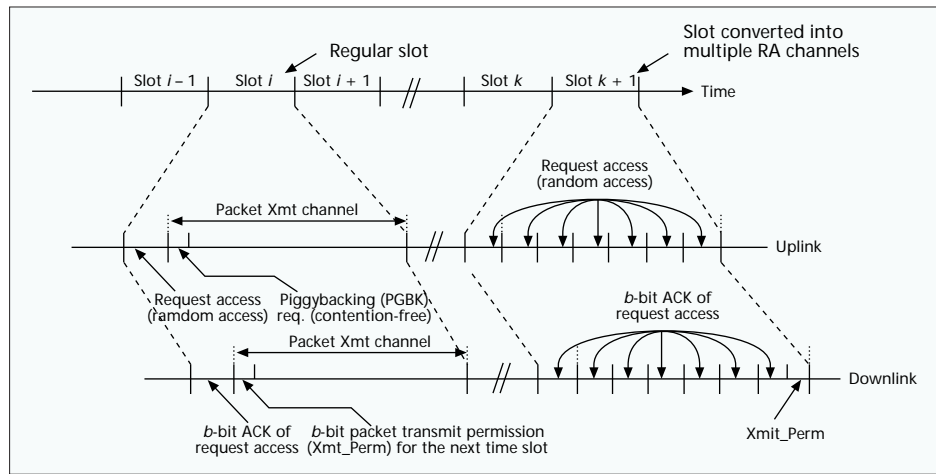 Regular slot
Slot converted into
multiple RA channels
Slot i – 1
Slot i
Slot i + 1
Slot k
Slot k + 1
Time
Request access
(random access)
Packet Xmt channel
Uplink
Request access
(random access)
Piggybacking (PGBK)
req. (contention-free)
b-bit ACK of
request access
Packet Xmt channel
Downlink
b-bit ACK of
request access
b-bit packet transmit permission
(Xmt_Perm) for the next time slot
Xmit_Perm